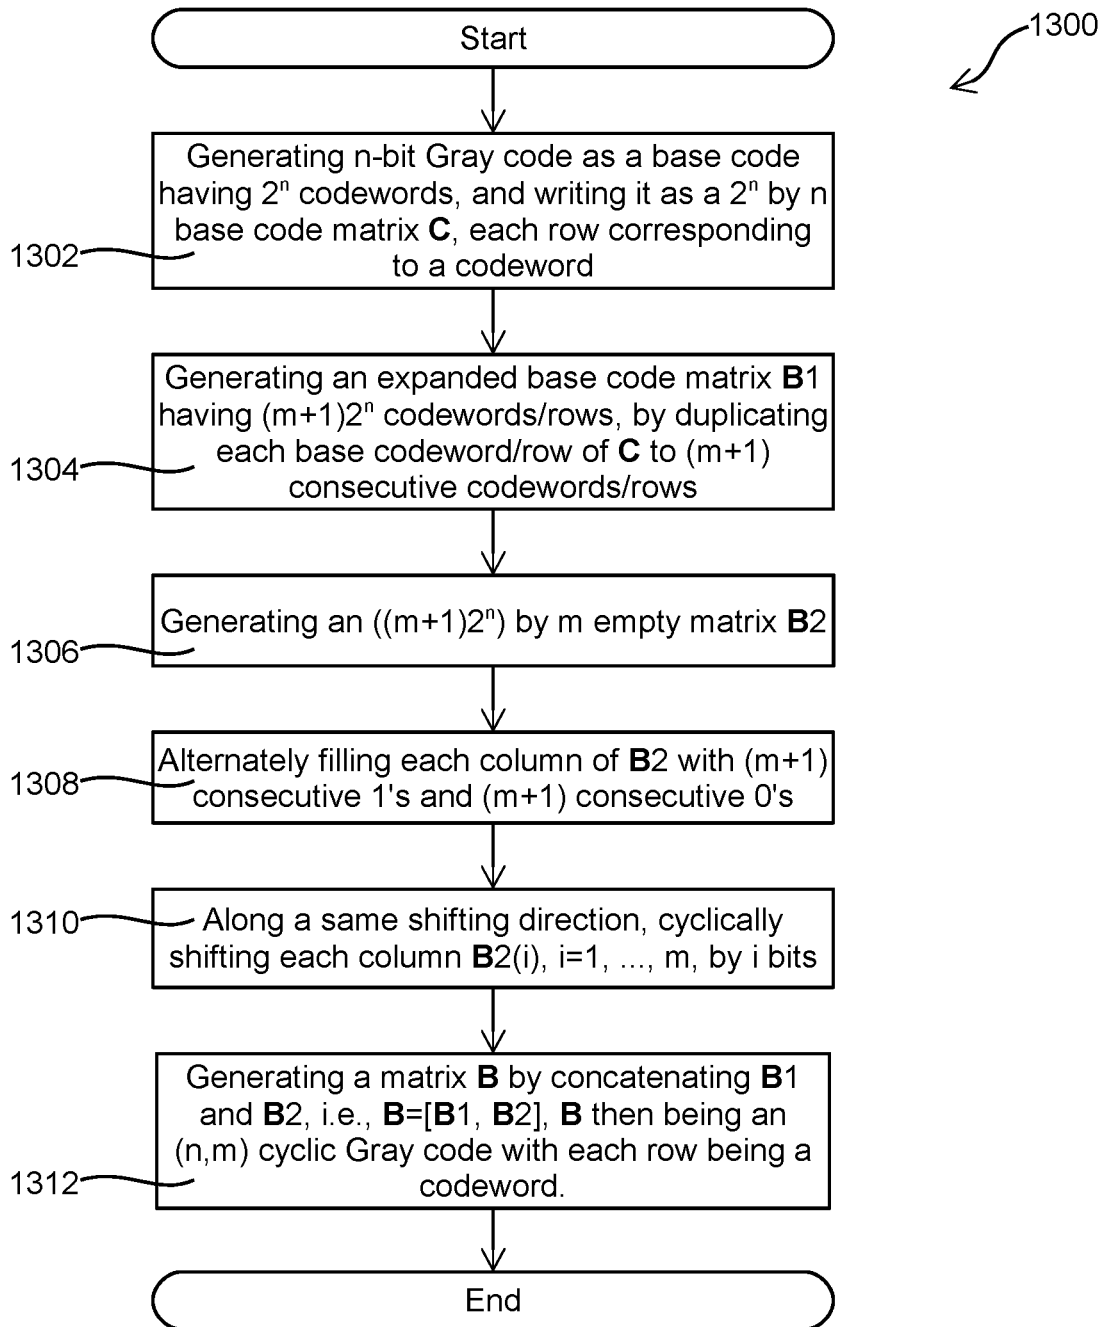 Start
1300
Generating n-bit Gray code as a base code
having 2ⁿ codewords, and writing it as a 2ⁿ by n
base code matrix C, each row corresponding
to a codeword
1302
Generating an expanded base code matrix B1
having (m+1)2ⁿ codewords/rows, by duplicating
each base codeword/row of C to (m+1)
consecutive codewords/rows
1304
Generating an ((m+1)2ⁿ) by m empty matrix B2
1306
Alternately filling each column of B2 with (m+1)
consecutive 1's and (m+1) consecutive 0's
1308
Along a same shifting direction, cyclically
shifting each column B2(i), i=1, ..., m, by i bits
1310
Generating a matrix B by concatenating B1
and B2, i.e., B=[B1, B2], B then being an
(n,m) cyclic Gray code with each row being a
codeword.
1312
End